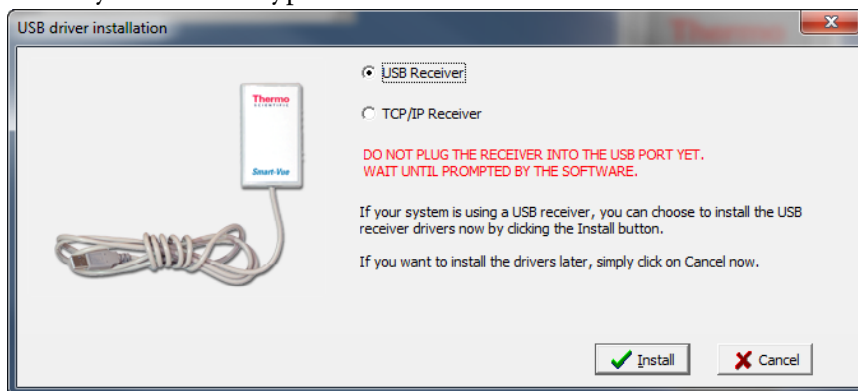 USB driver installation
USB Receiver
Thermo
SCIENTIFIC
TCP/IP Receiver
DO NOT PLUG THE RECEIVER INTO THE USB PORT YET.
WAIT UNTIL PROMPTED BY THE SOFTWARE.
Smart-Vue
If your system is using a USB receiver, you can choose to install the USB
receiver drivers now by clicking the Install button.
If you want to install the drivers later, simply click on Cancel now.
Install
Cancel